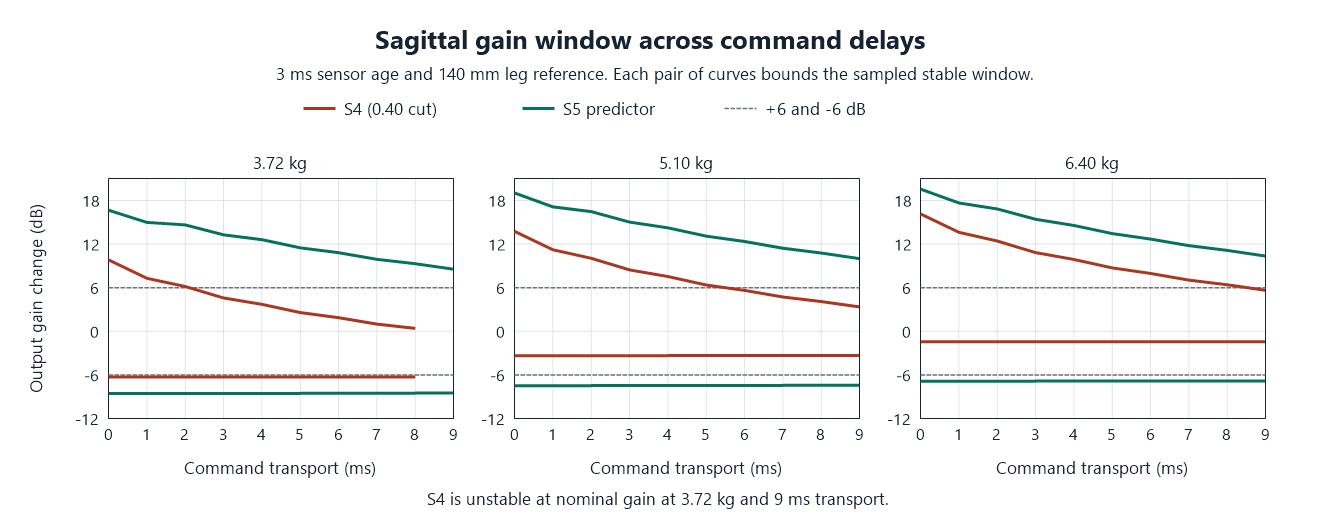 Sagittal gain window across command delays
3 ms sensor age and 140 mm leg reference. Each pair of curves bounds the sampled stable window.
S4 (0.40 cut) S5 predictor +6 and -6 dB
3.72 kg 5.10 kg 6.40 kg
Output gain change (dB)
18 18 18
12 12 12
6 6 6
0 0 0
-6 -6 -6
-12 -12 -12
0 1 2 3 4 5 6 7 8 9 0 1 2 3 4 5 6 7 8 9 0 1 2 3 4 5 6 7 8 9
Command transport (ms) Command transport (ms) Command transport (ms)
S4 is unstable at nominal gain at 3.72 kg and 9 ms transport.